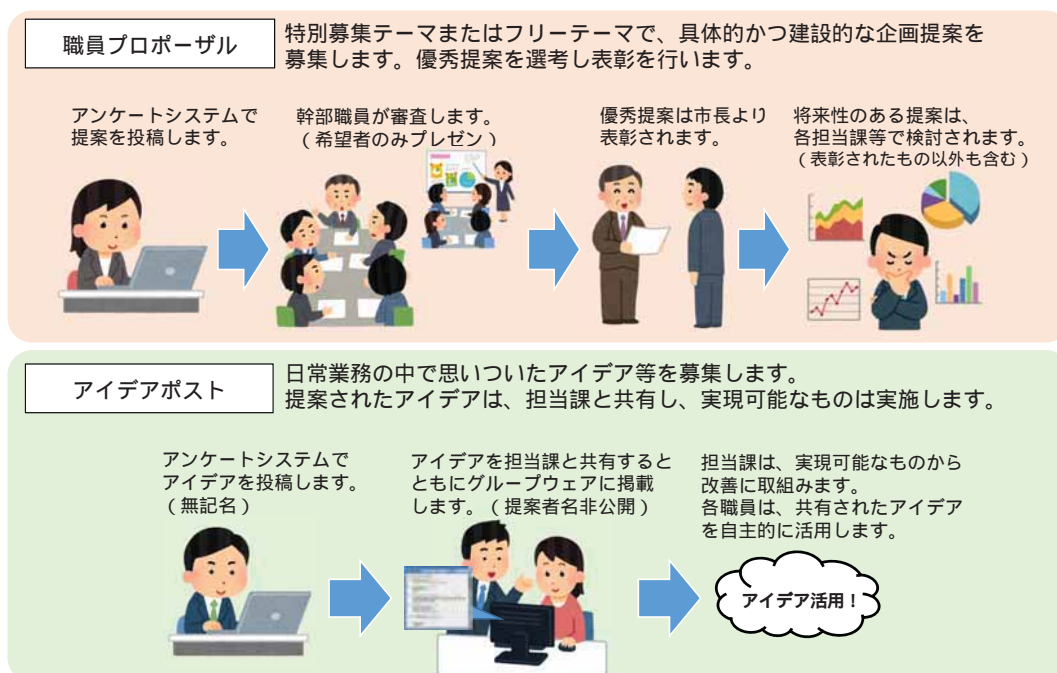 職員プロポーザル
特別募集テーマまたはフリーテーマで、具体的かつ建設的な企画提案を
募集します。優秀提案を選考し表彰を行います。
アンケートシステムで
提案を投稿します。
幹部職員が審査します。
(希望者のみプレゼン)
優秀提案は市長より
表彰されます。
将来性のある提案は、
各担当課等で検討されます。
(表彰されたもの以外も含む)
アイデアポスト
日常業務の中で思いついたアイデア等を募集します。
提案されたアイデアは、担当課と共有し、実現可能なものは実施します。
アンケートシステムで
アイデアを投稿します。
(無記名)
アイデアを担当課と共有すると
ともにグループウェアに掲載
します。(提案者名非公開)
担当課は、実現可能なものから
改善に取組みます。
各職員は、共有されたアイデア
を自主的に活用します。
アイデア活用!